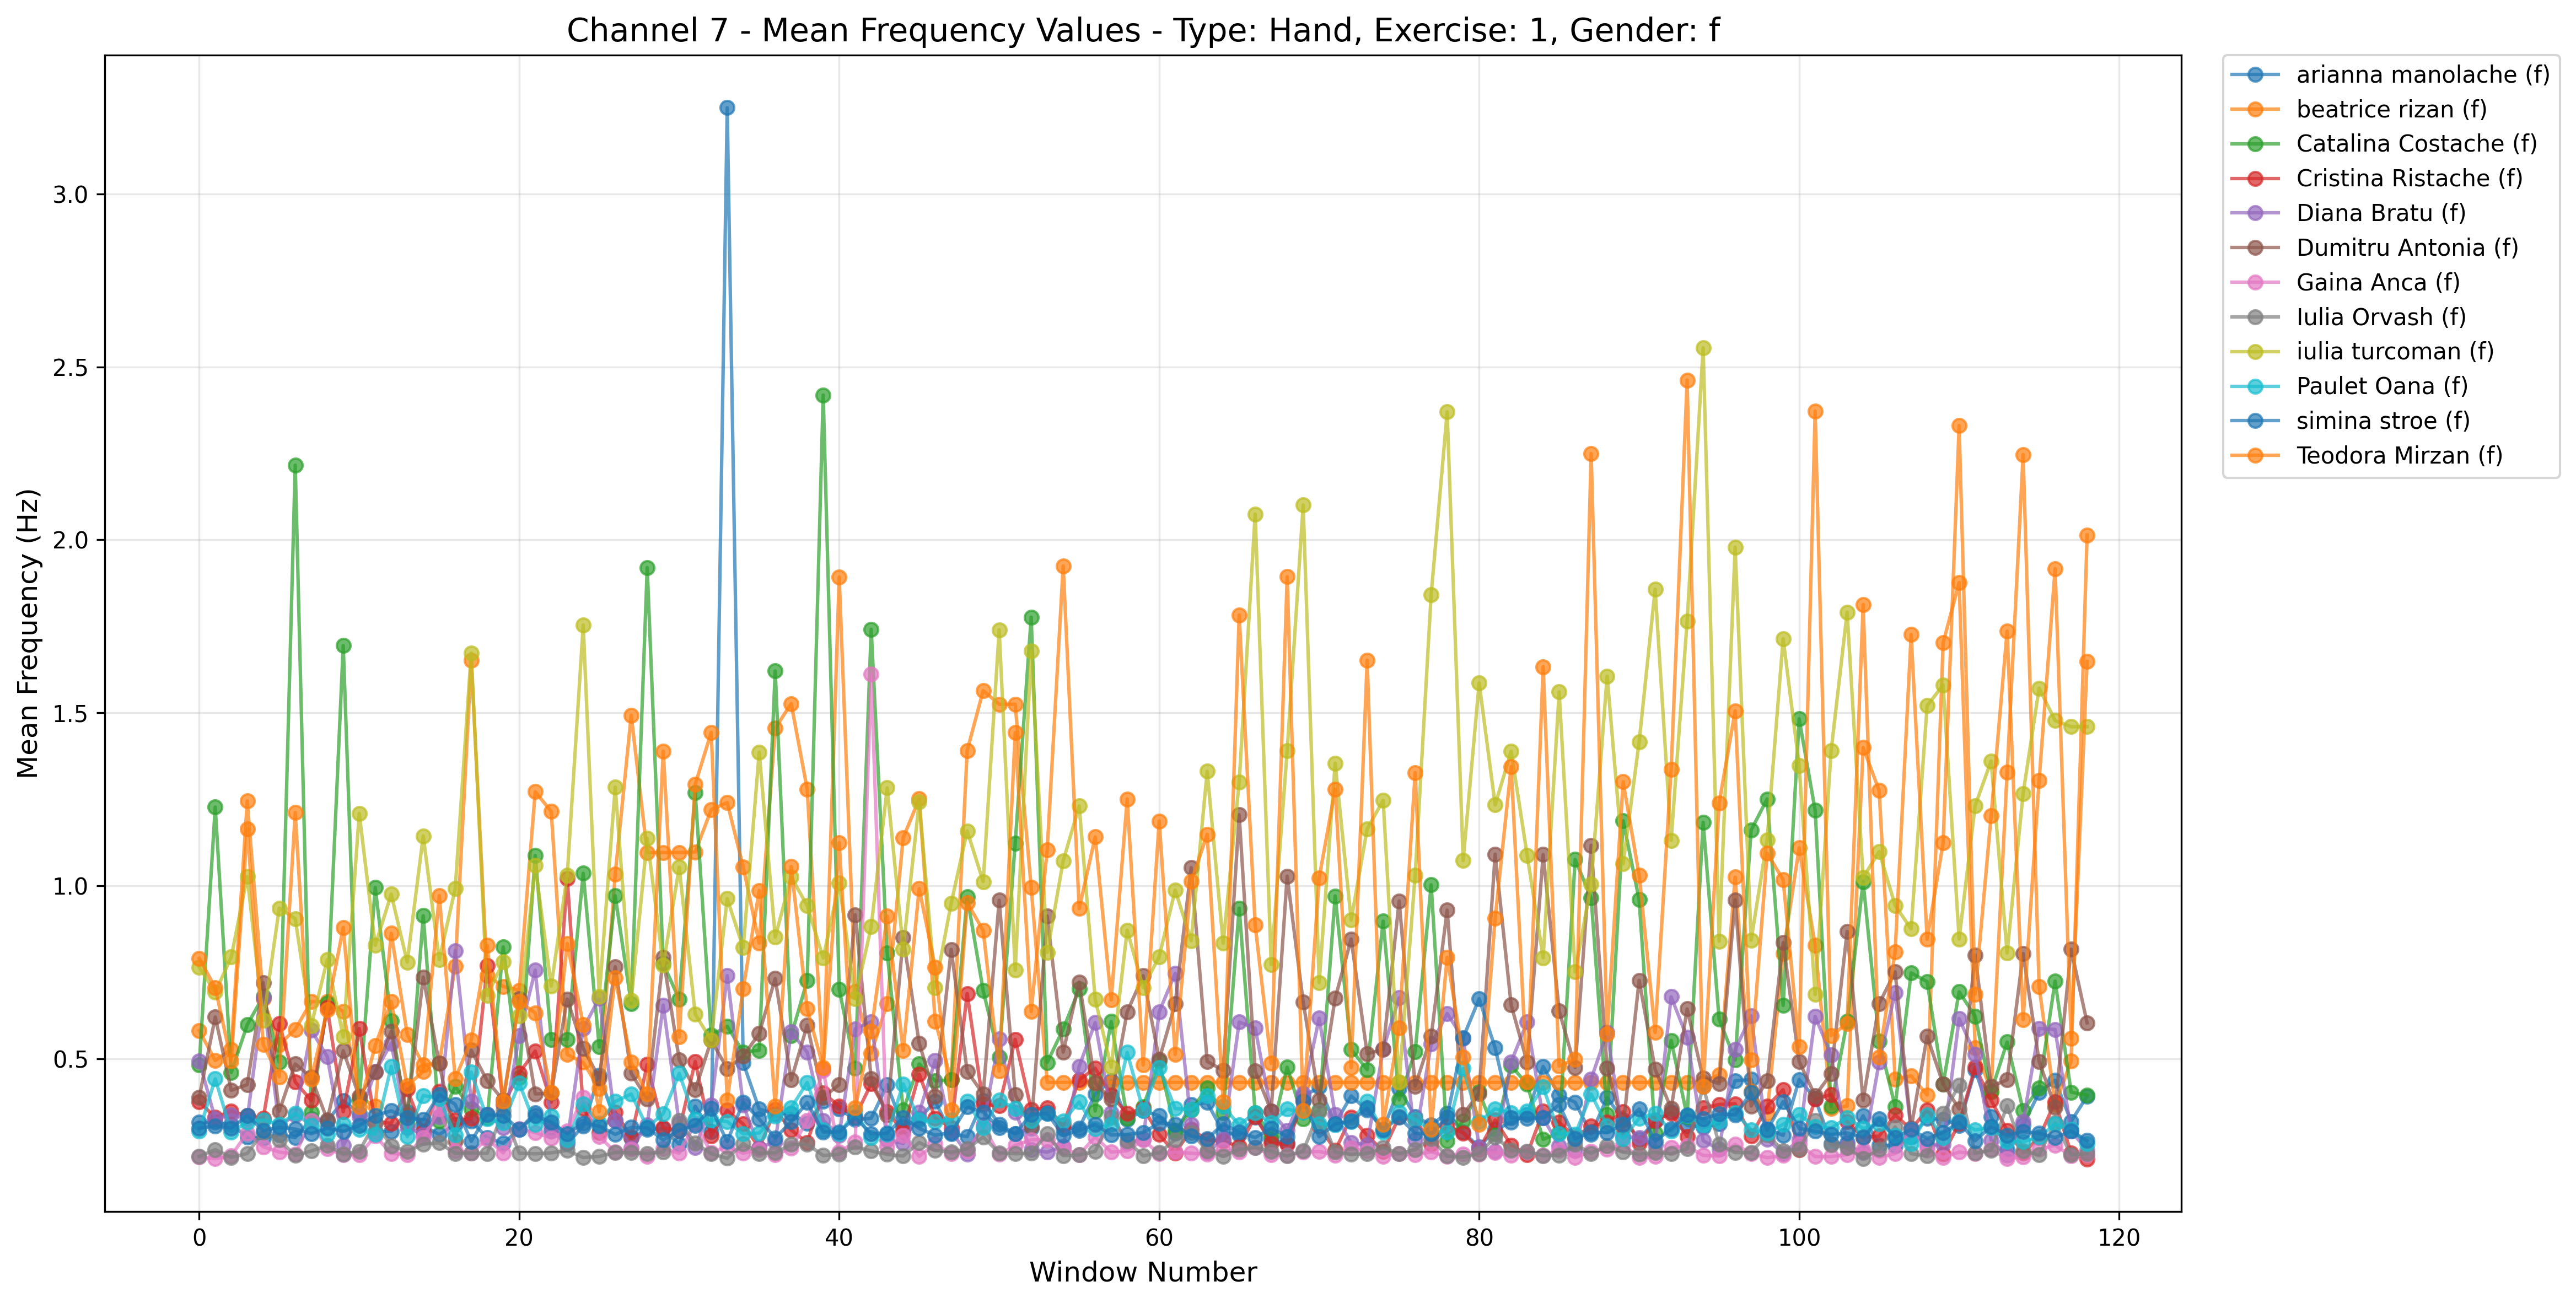 Channel 7 - Mean Frequency Values - Type: Hand, Exercise: 1, Gender: f
arianna manolache (f)
beatrice rizan (f)
Catalina Costache (f)
Cristina Ristache (f)
Diana Bratu (f)
Dumitru Antonia (f)
Gaina Anca (f)
Iulia Orvash (f)
iulia turcoman (f)
Paulet Oana (f)
simina stroe (f)
Teodora Mirzan (f)
Mean Frequency (Hz)
3.0
2.5
2.0
1.5
1.0
0.5
0 20 40 60 80 100 120
Window Number